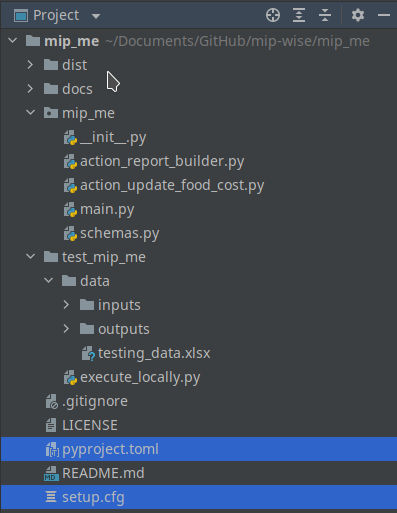 Project
mip_me ~/Documents/GitHub/mip-wise/mip_me
dist
docs
mip_me
__init__.py
action_report_builder.py
action_update_food_cost.py
main.py
schemas.py
test_mip_me
data
inputs
outputs
testing_data.xlsx
execute_locally.py
.gitignore
LICENSE
pyproject.toml
MD README.md
setup.cfg